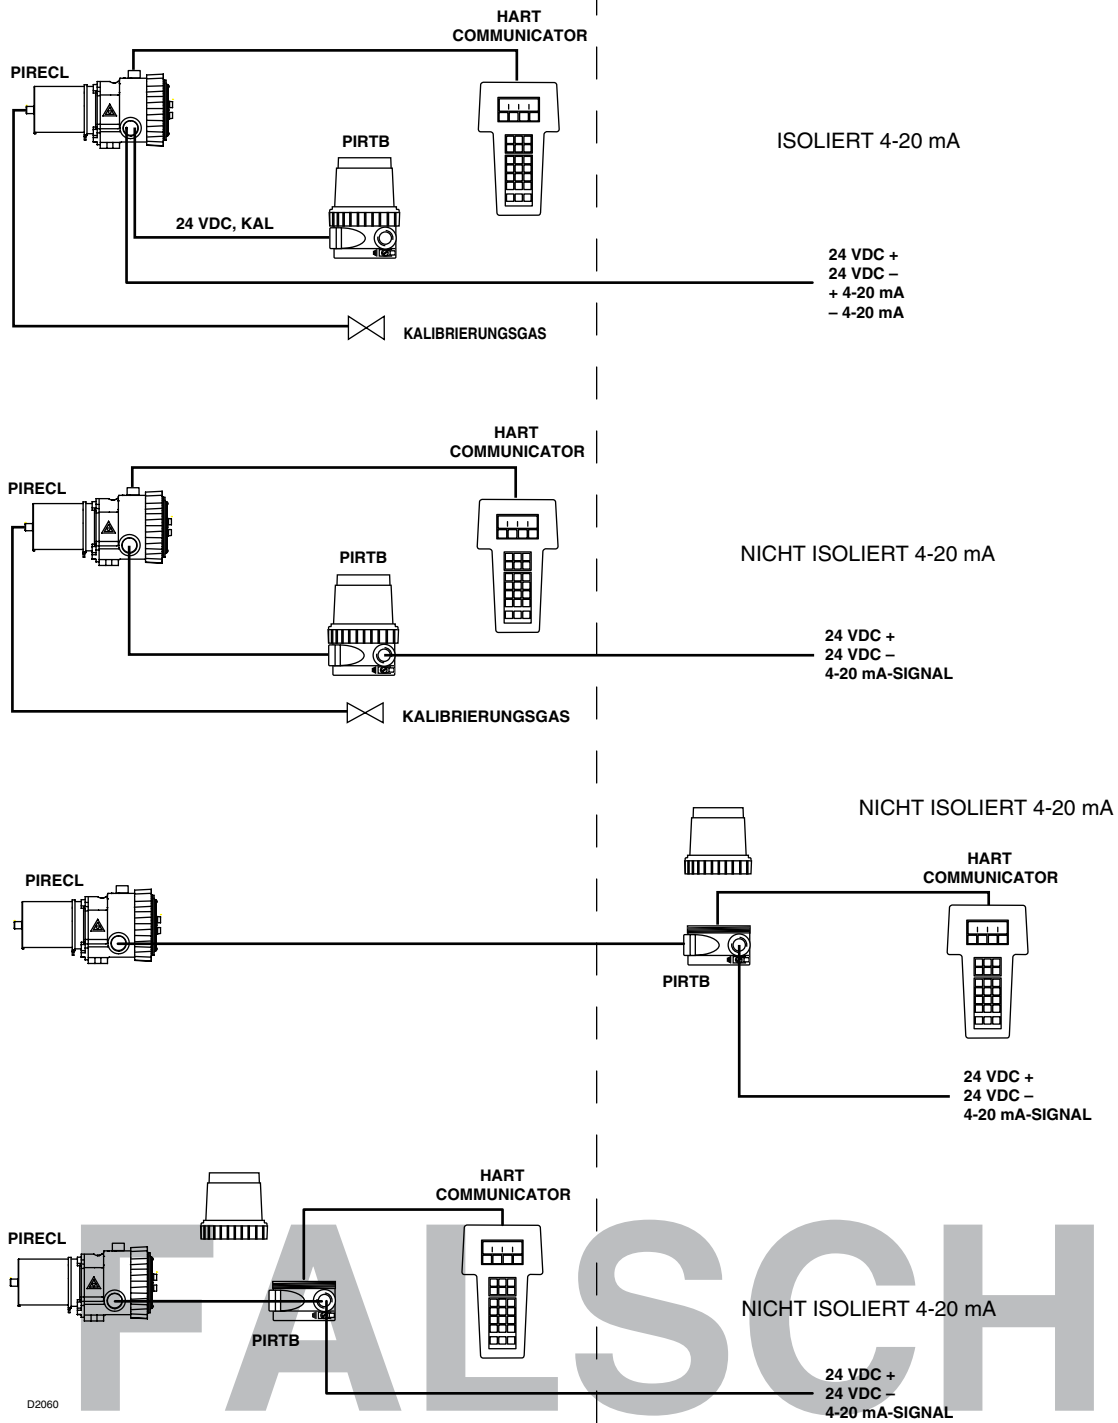 HART
COMMUNICATOR
PIRECL
ISOLIERT 4-20 mA
PIRTB
24 VDC, KAL
24 VDC +
24 VDC –
+ 4-20 mA
– 4-20 mA
KALIBRIERUNGSGAS
HART
COMMUNICATOR
PIRECL
NICHT ISOLIERT 4-20 mA
PIRTB
24 VDC +
24 VDC –
4-20 mA-SIGNAL
KALIBRIERUNGSGAS
NICHT ISOLIERT 4-20 mA
HART
COMMUNICATOR
PIRECL
PIRTB
24 VDC +
24 VDC –
4-20 mA-SIGNAL
HART
COMMUNICATOR
PIRECL
FALSCH
NICHT ISOLIERT 4-20 mA
PIRTB
24 VDC +
24 VDC –
4-20 mA-SIGNAL
D2060